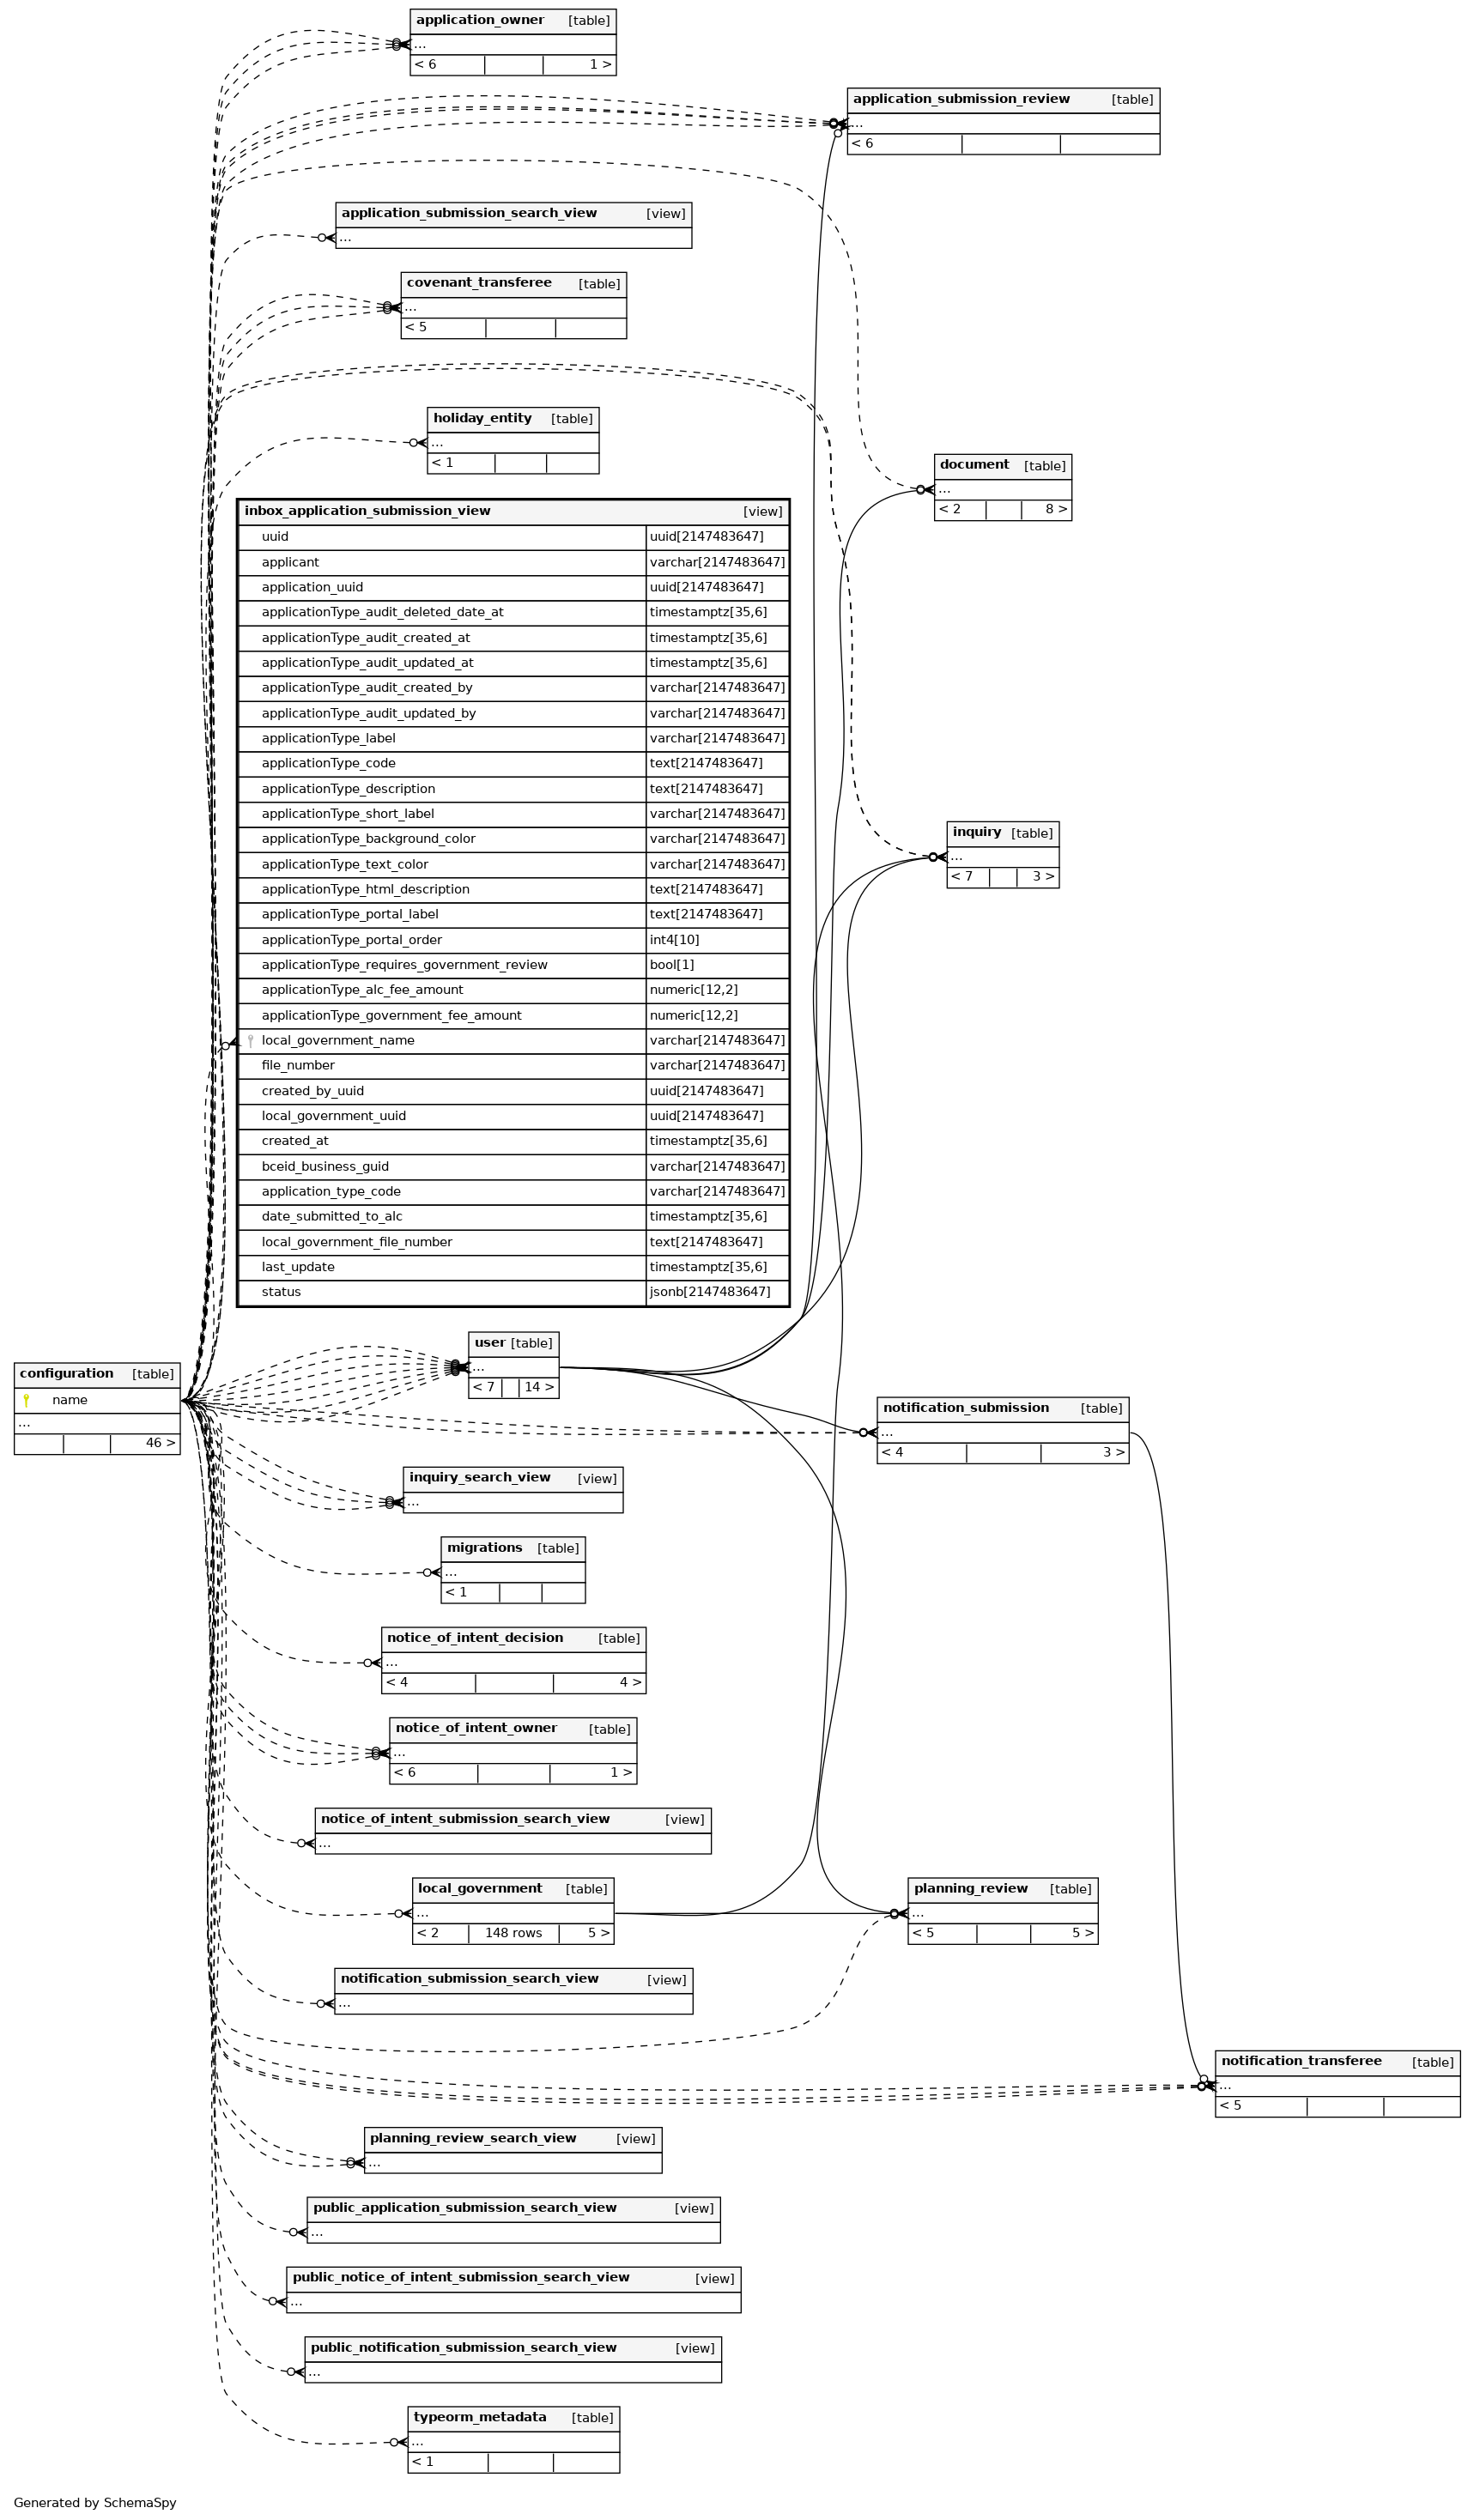 application_owner [table]
...
< 6 1 >
application_submission_review [table]
...
< 6
application_submission_search_view [view]
...
covenant_transferee [table]
...
< 5
holiday_entity [table]
...
< 1
document [table]
...
< 2 8 >
inbox_application_submission_view [view]
uuid uuid[2147483647]
applicant varchar[2147483647]
application_uuid uuid[2147483647]
applicationType_audit_deleted_date_at timestamptz[35,6]
applicationType_audit_created_at timestamptz[35,6]
applicationType_audit_updated_at timestamptz[35,6]
applicationType_audit_created_by varchar[2147483647]
applicationType_audit_updated_by varchar[2147483647]
applicationType_label varchar[2147483647]
applicationType_code text[2147483647]
applicationType_description text[2147483647]
applicationType_short_label varchar[2147483647]
applicationType_background_color varchar[2147483647]
applicationType_text_color varchar[2147483647]
applicationType_html_description text[2147483647]
applicationType_portal_label text[2147483647]
applicationType_portal_order int4[10]
applicationType_requires_government_review bool[1]
applicationType_alc_fee_amount numeric[12,2]
applicationType_government_fee_amount numeric[12,2]
local_government_name varchar[2147483647]
file_number varchar[2147483647]
created_by_uuid uuid[2147483647]
local_government_uuid uuid[2147483647]
created_at timestamptz[35,6]
bceid_business_guid varchar[2147483647]
application_type_code varchar[2147483647]
date_submitted_to_alc timestamptz[35,6]
local_government_file_number text[2147483647]
last_update timestamptz[35,6]
status jsonb[2147483647]
inquiry [table]
...
< 7 3 >
user [table]
...
< 7 14 >
configuration [table]
name
...
46 >
notification_submission [table]
...
< 4 3 >
inquiry_search_view [view]
...
migrations [table]
...
< 1
notice_of_intent_decision [table]
...
< 4 4 >
notice_of_intent_owner [table]
...
< 6 1 >
notice_of_intent_submission_search_view [view]
...
local_government [table]
...
< 2 148 rows 5 >
planning_review [table]
...
< 5 5 >
notification_submission_search_view [view]
...
notification_transferee [table]
...
< 5
planning_review_search_view [view]
...
public_application_submission_search_view [view]
...
public_notice_of_intent_submission_search_view [view]
...
public_notification_submission_search_view [view]
...
typeorm_metadata [table]
...
< 1
Generated by SchemaSpy